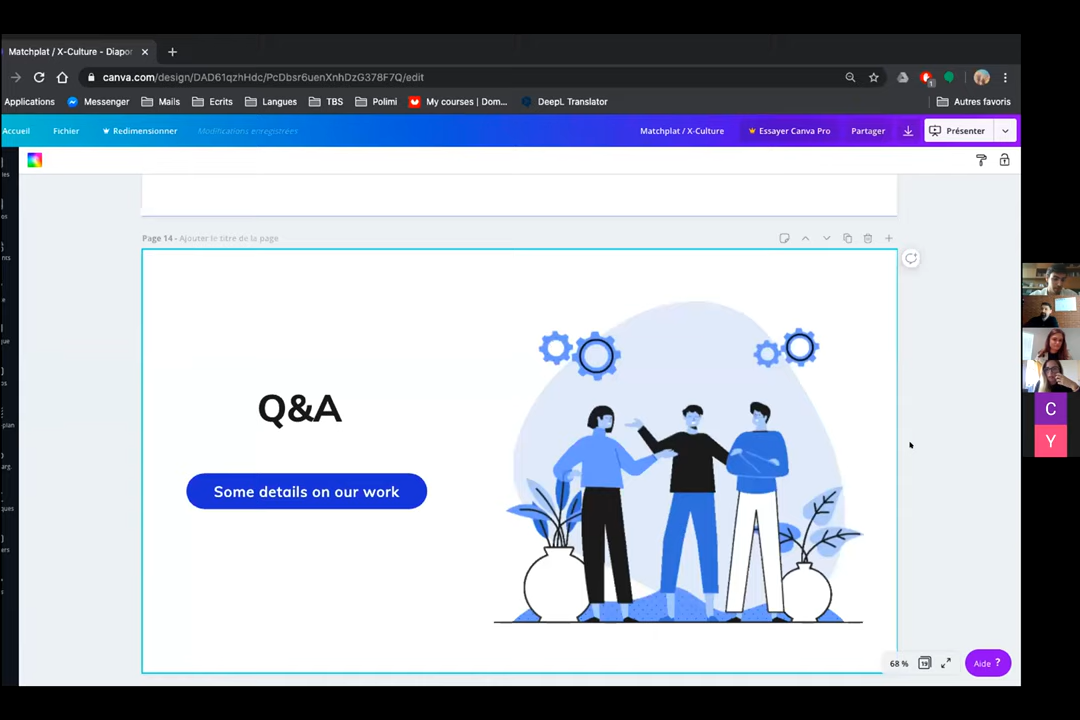 Matchplat / X-Culture - Diapor
canva.com/design/DAD61qzhHdc/PcDbsr6uenXnhDzG378F7Q/edit
1
Applications Messenger Mails Ecrits Langues TBS Polimi My courses | Dom... DeepL Translator Autres favoris
Accueil Fichier Redimensionner Modifications enregistrées Matchplat / X-Culture Essayer Canva Pro Partager Présenter
Page 14 - Ajouter le titre de la page
Q&A
Some details on our work
C
Y
68 % 19 Aide ?